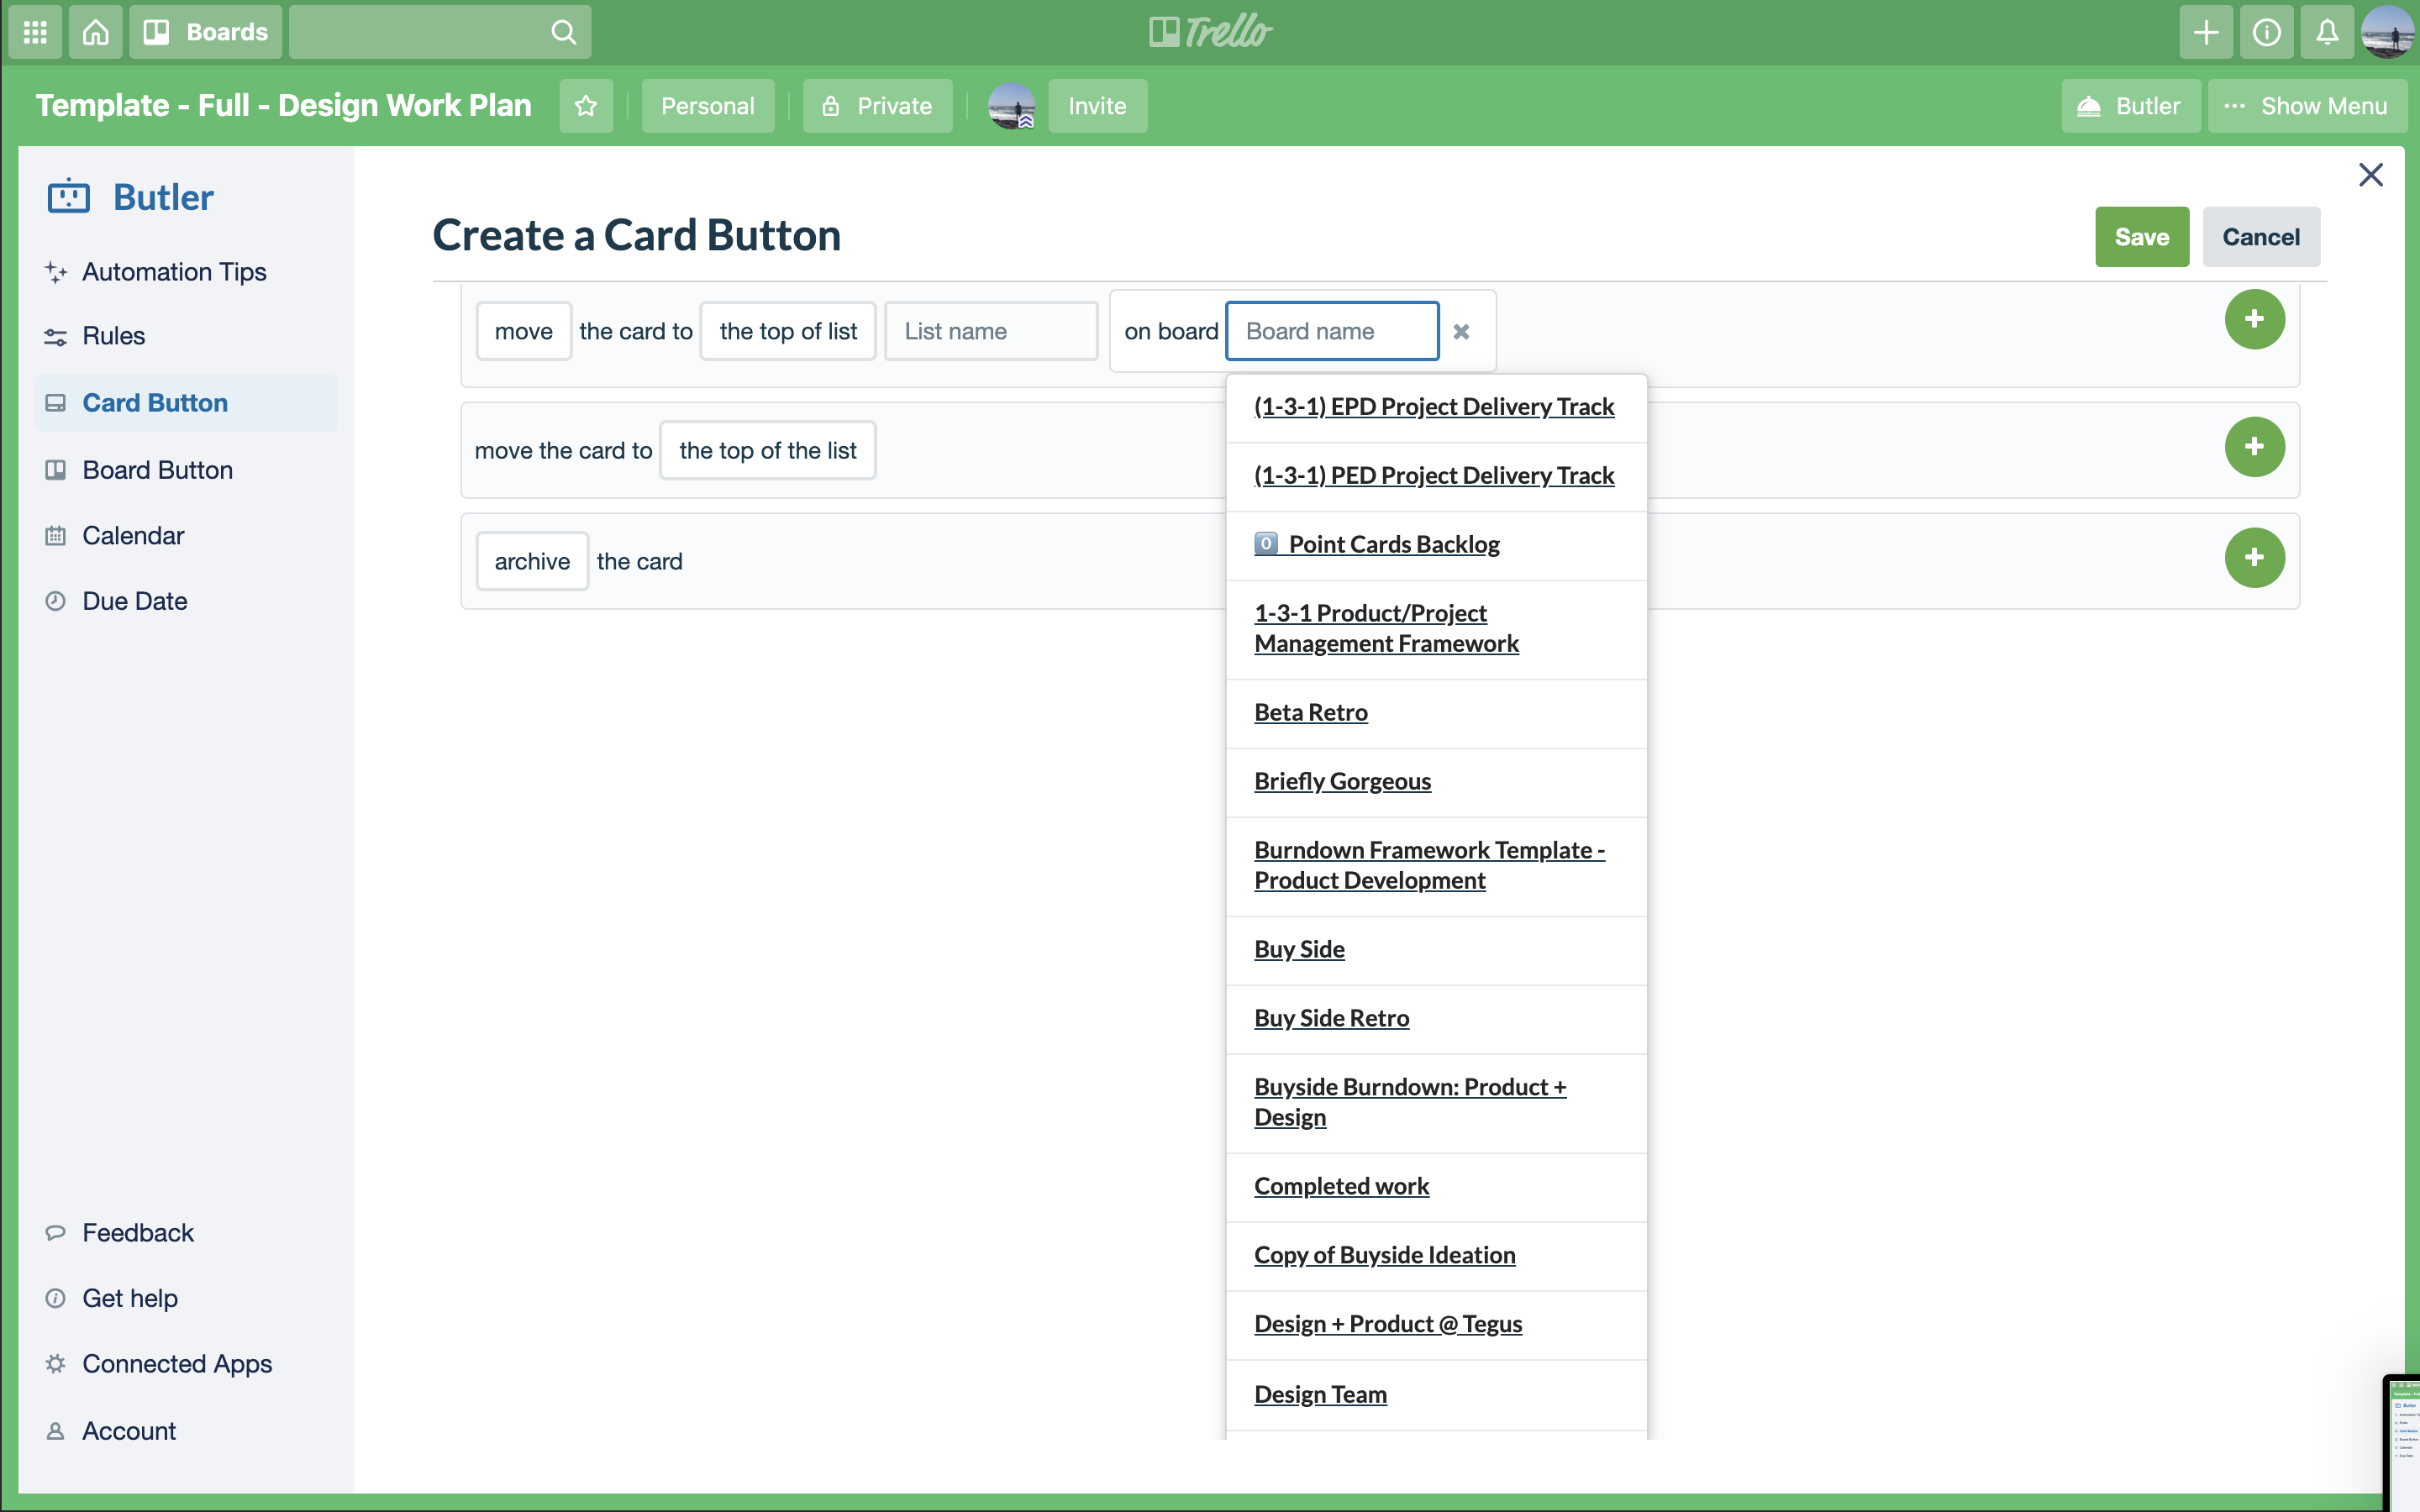 Boards
Trello
Template - Full - Design Work Plan
Personal
Private
Invite
Butler
Show Menu
Butler
Automation Tips
Rules
Card Button
Board Button
Calendar
Due Date
Feedback
Get help
Connected Apps
Account
Create a Card Button
Save
Cancel
move the card to the top of list List name on board Board name
move the card to the top of the list
archive the card
(1-3-1) EPD Project Delivery Track
(1-3-1) PED Project Delivery Track
0️⃣ Point Cards Backlog
1-3-1 Product/Project
Management Framework
Beta Retro
Briefly Gorgeous
Burndown Framework Template -
Product Development
Buy Side
Buy Side Retro
Buyside Burndown: Product +
Design
Completed work
Copy of Buyside Ideation
Design + Product @ Tegus
Design Team